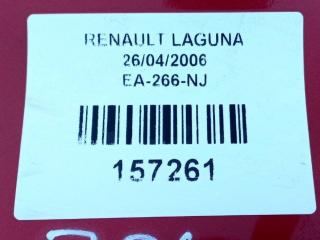 RENAULT LAGUNA
26/04/2006
EA-266-NJ
157261